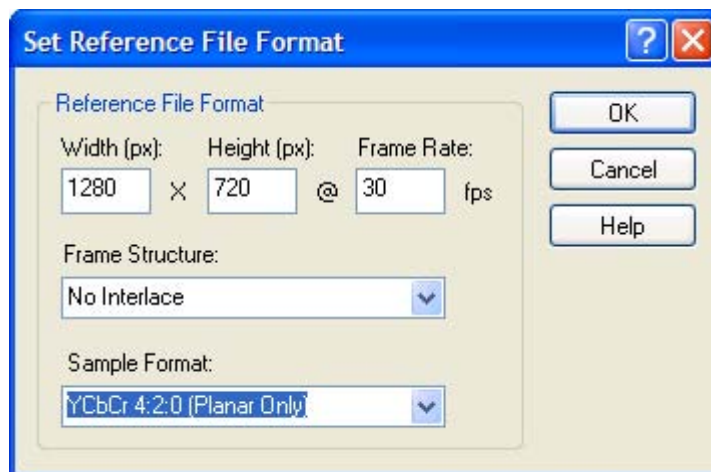 Set Reference File Format
Reference File Format
Width (px): Height (px): Frame Rate:
1280 X 720 @ 30 fps
Frame Structure:
No Interlace
Sample Format:
YCbCr 4:2:0 (Planar Only)
OK
Cancel
Help